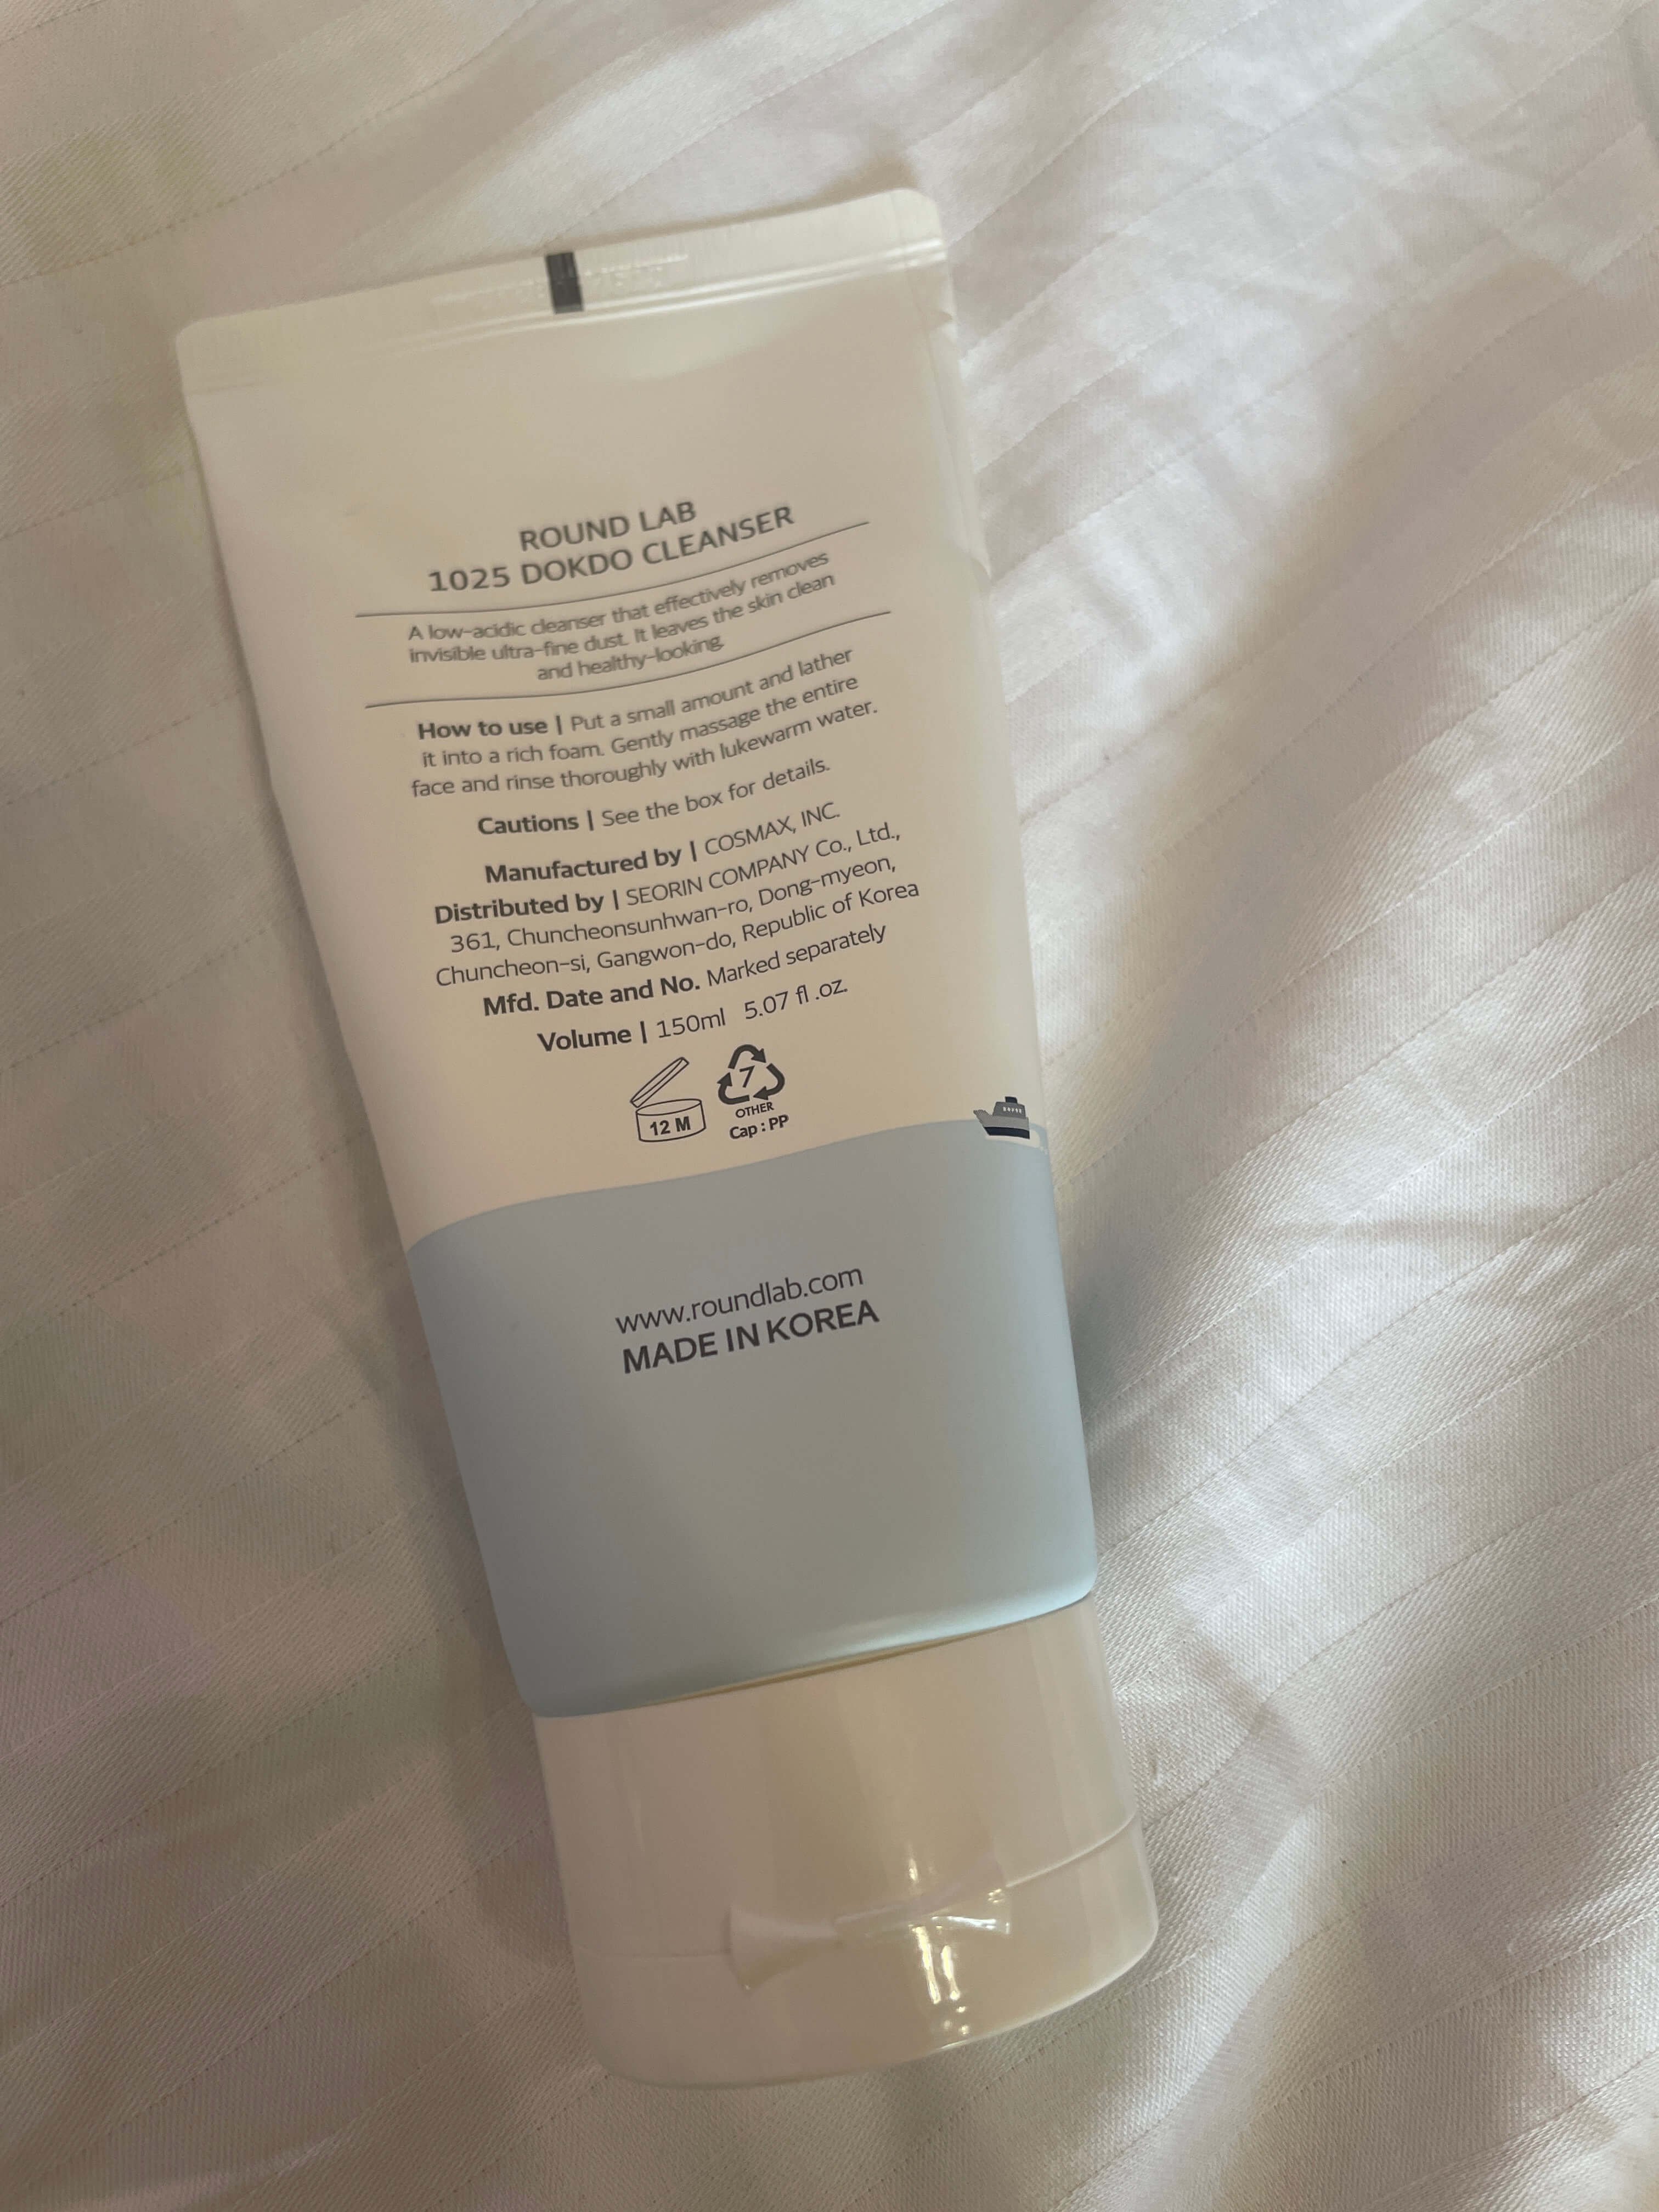 ROUND LAB
1025 DOKDO CLEANSER
A low-acidic cleanser that effectively removes
invisible ultra-fine dust. It leaves the skin clean
and healthy-looking.
How to use | Put a small amount and lather
it into a rich foam. Gently massage the entire
face and rinse thoroughly with lukewarm water.
Cautions | See the box for details.
Manufactured by | COSMAX, INC.
Distributed by | SEORIN COMPANY Co., Ltd.,
361, Chuncheonsunhwan-ro, Dong-myeon,
Chuncheon-si, Gangwon-do, Republic of Korea
Mfd. Date and No. Marked separately
Volume | 150ml 5.07 fl .oz.
12 M
7
OTHER
Cap : PP
www.roundlab.com
MADE IN KOREA